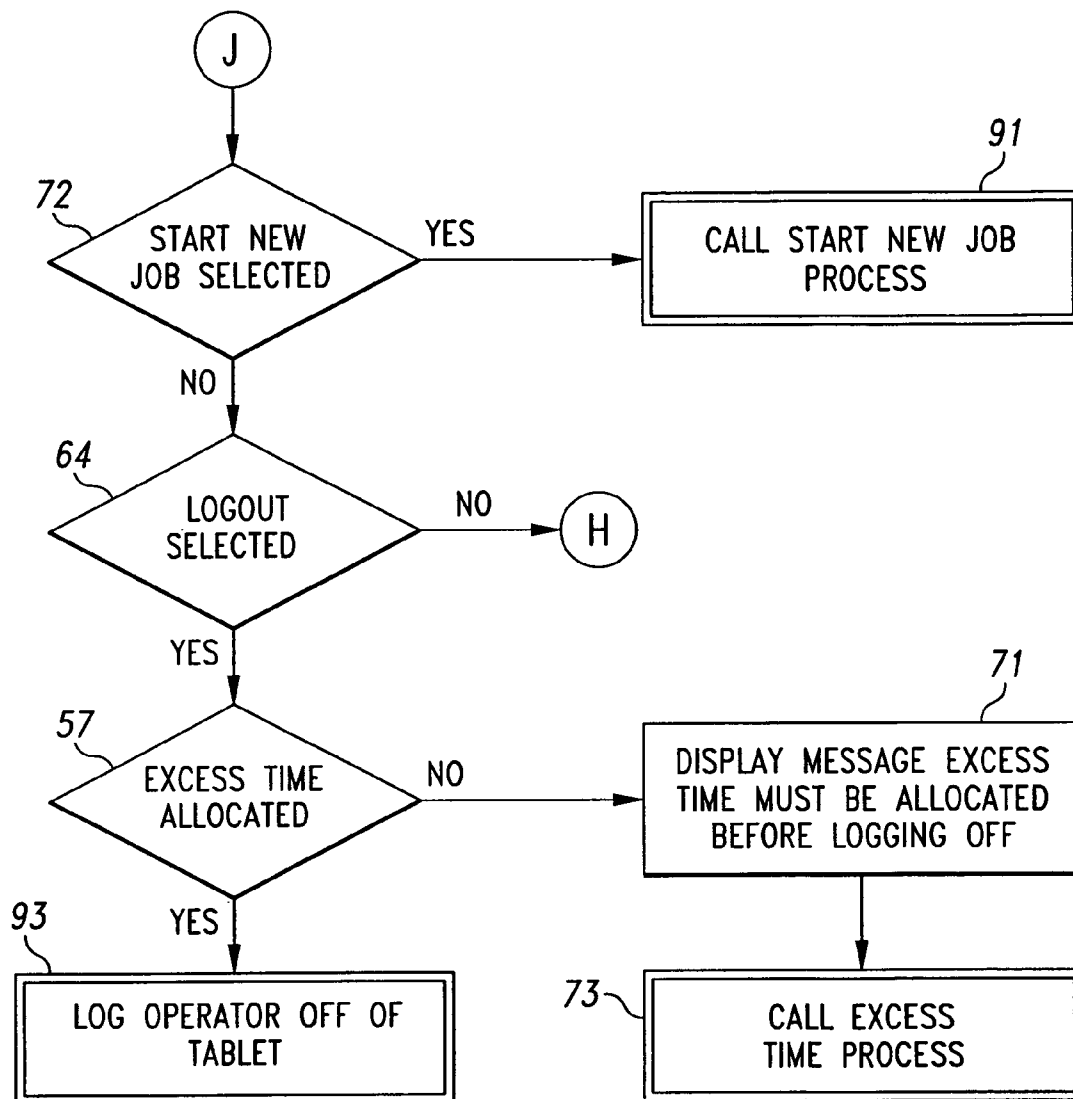 J
72
START NEW
JOB SELECTED
YES
91
CALL START NEW JOB
PROCESS
NO
64
LOGOUT
SELECTED
NO
H
YES
57
EXCESS TIME
ALLOCATED
NO
71
DISPLAY MESSAGE EXCESS
TIME MUST BE ALLOCATED
BEFORE LOGGING OFF
YES
93
LOG OPERATOR OFF OF
TABLET
73
CALL EXCESS
TIME PROCESS